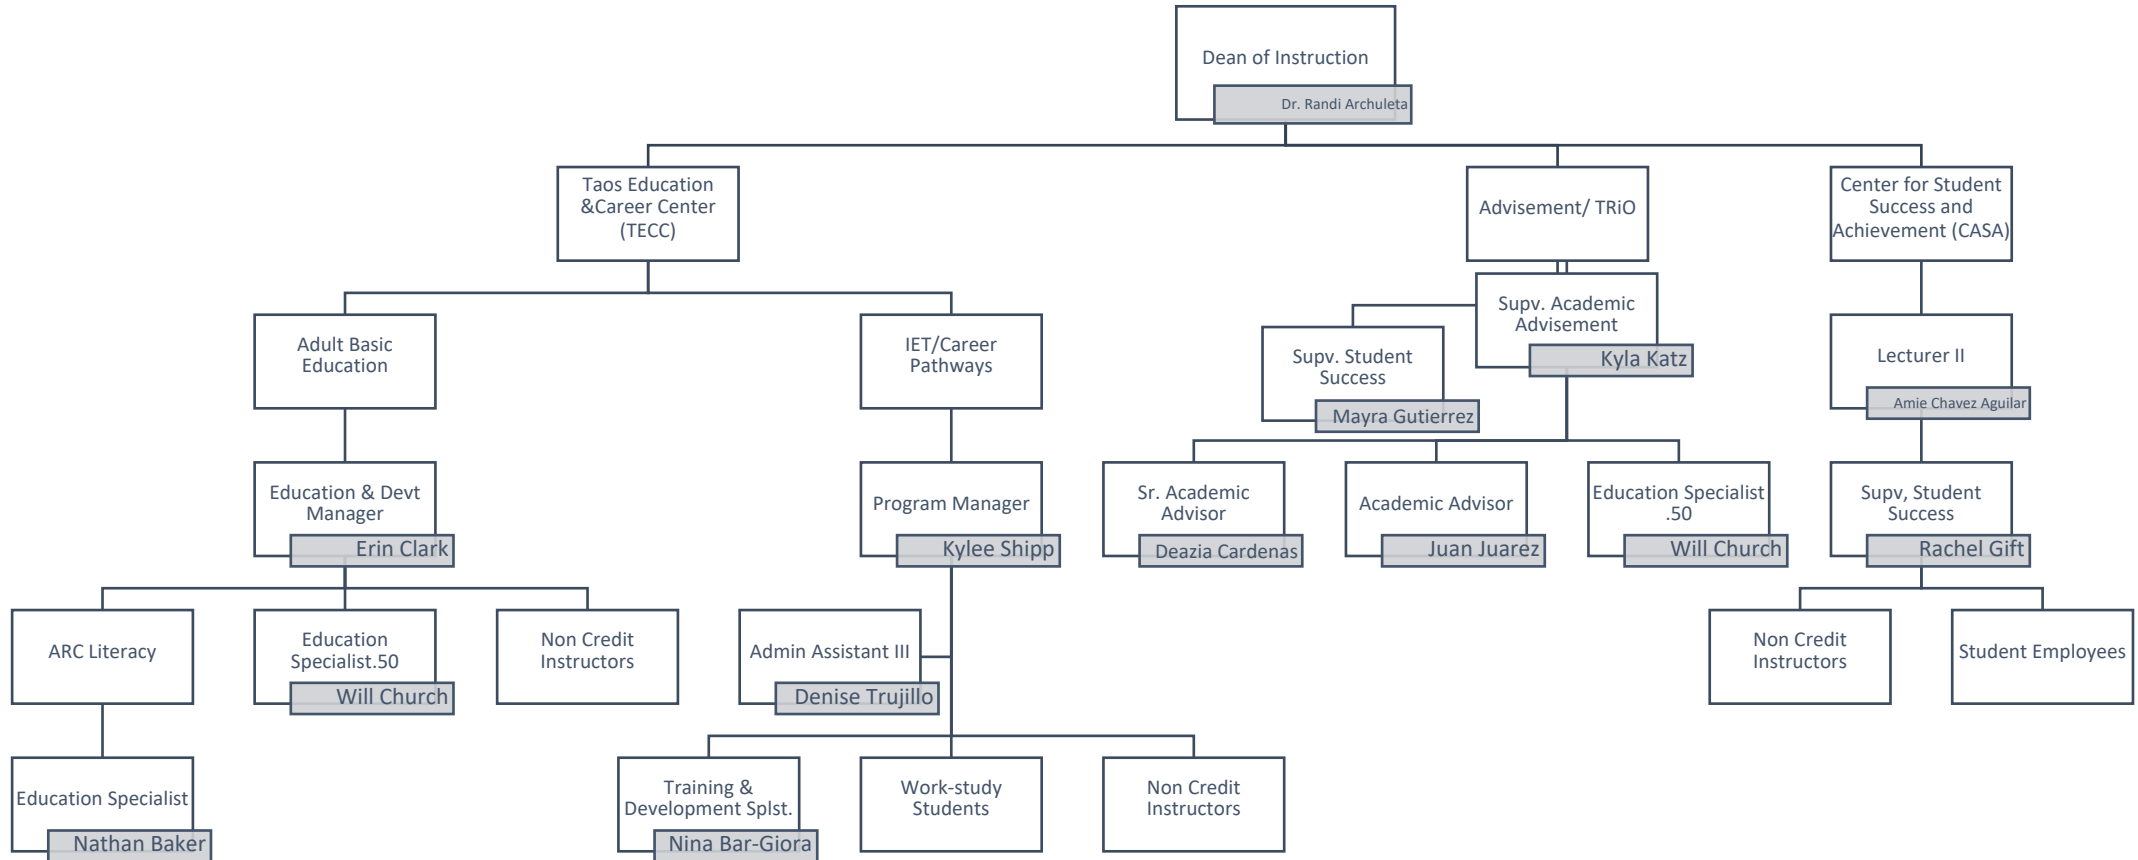 Dean of Instruction
Dr. Randi Archuleta
Taos Education
&Career Center
(TECC)
Advisement/ TRiO
Center for Student
Success and
Achievement (CASA)
Adult Basic
Education
IET/Career
Pathways
Supv. Student
Success
Mayra Gutierrez
Supv. Academic
Advisement
Kyla Katz
Lecturer II
Amie Chavez Aguilar
Education & Devt
Manager
Erin Clark
Program Manager
Kylee Shipp
Sr. Academic
Advisor
Deazia Cardenas
Academic Advisor
Juan Juarez
Education Specialist
.50
Will Church
Supv, Student
Success
Rachel Gift
ARC Literacy
Education
Specialist.50
Will Church
Non Credit
Instructors
Admin Assistant III
Denise Trujillo
Non Credit
Instructors
Student Employees
Education Specialist
Nathan Baker
Training &
Development Splst.
Nina Bar-Giora
Work-study
Students
Non Credit
Instructors